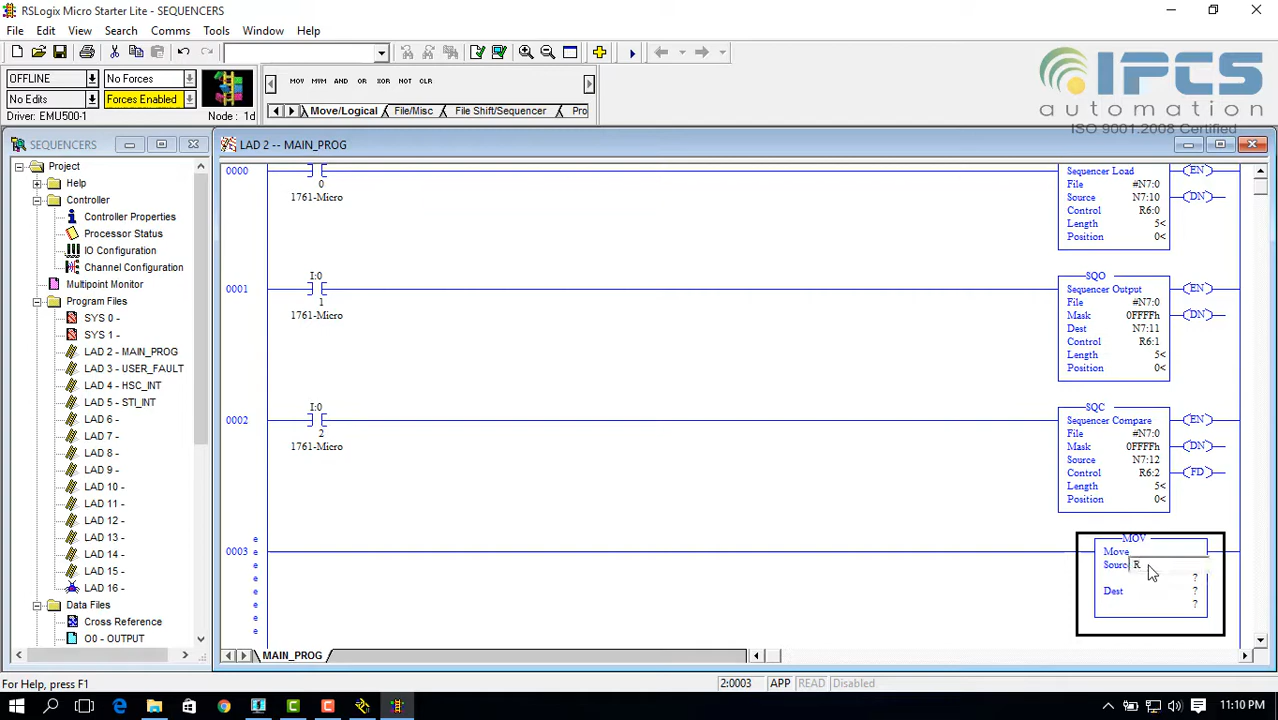 RSLogix Micro Starter Lite - SEQUENCERS
File Edit View Search Comms Tools Window Help
OFFLINE No Forces
No Edits Forces Enabled
Driver: EMU500-1 Node : 1d
MOV MVM AND OR XOR NOT CLR
Move/Logical File/Misc File Shift/Sequencer Pro
IPCS
automation
ISO 9001:2008 Certified
SEQUENCERS
Project
Help
Controller
Controller Properties
Processor Status
IO Configuration
Channel Configuration
Multipoint Monitor
Program Files
SYS 0 -
SYS 1 -
LAD 2 - MAIN_PROG
LAD 3 - USER_FAULT
LAD 4 - HSC_INT
LAD 5 - STI_INT
LAD 6 -
LAD 7 -
LAD 8 -
LAD 9 -
LAD 10 -
LAD 11 -
LAD 12 -
LAD 13 -
LAD 14 -
LAD 15 -
LAD 16 -
Data Files
Cross Reference
O0 - OUTPUT
LAD 2 -- MAIN_PROG
0000
0
1761-Micro
Sequencer Load
File #N7:0
Source N7:10
Control R6:0
Length 5<
Position 0<
EN
DN
0001
I:0
1
1761-Micro
SQO
Sequencer Output
File #N7:0
Mask 0FFFFh
Dest N7:11
Control R6:1
Length 5<
Position 0<
EN
DN
0002
I:0
2
1761-Micro
SQC
Sequencer Compare
File #N7:0
Mask 0FFFFh
Source N7:12
Control R6:2
Length 5<
Position 0<
EN
DN
FD
0003
e
e
e
e
e
e
e
e
MOV
Move
Sourc R
?
Dest ?
?
MAIN_PROG
For Help, press F1
2:0003 APP READ Disabled
11:10 PM